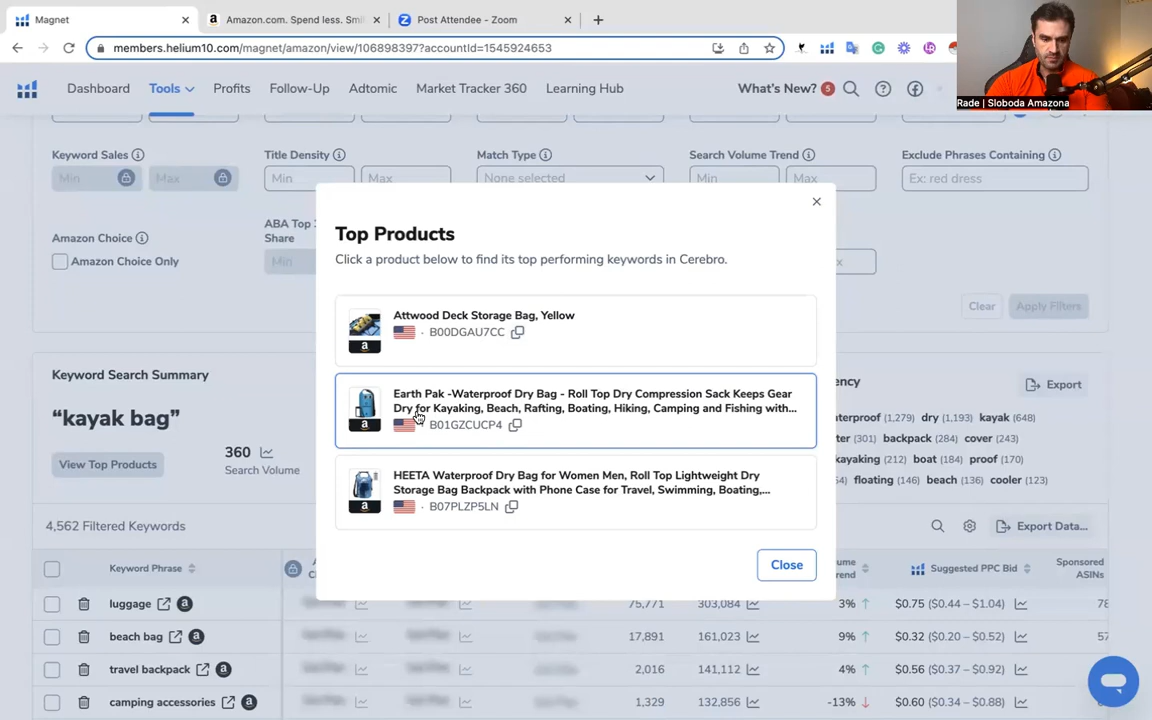 Magnet
Amazon.com. Spend less. Smi
Post Attendee - Zoom
members.helium10.com/magnet/amazon/view/106898397?accountId=1545924653
Dashboard
Tools
Profits
Follow-Up
Adtomic
Market Tracker 360
Learning Hub
What's New? 5
Rade | Sloboda Amazona
Keyword Sales
Title Density
Match Type
Search Volume Trend
Exclude Phrases Containing
Min
Max
Min
Max
None selected
Min
Max
Ex: red dress
Amazon Choice
ABA Top
Share
Amazon Choice Only
Min
Clear
Apply Filters
Top Products
Click a product below to find its top performing keywords in Cerebro.
Attwood Deck Storage Bag, Yellow
· B00DGAU7CC
Earth Pak -Waterproof Dry Bag - Roll Top Dry Compression Sack Keeps Gear
Dry for Kayaking, Beach, Rafting, Boating, Hiking, Camping and Fishing with...
B01GZCUCP4
HEETA Waterproof Dry Bag for Women Men, Roll Top Lightweight Dry
Storage Bag Backpack with Phone Case for Travel, Swimming, Boating,...
· B07PLZP5LN
Close
Keyword Search Summary
"kayak bag"
View Top Products
360
Search Volume
Export
(1,279) dry (1,193) kayak (648)
(301) backpack (284) cover (243)
(212) boat (184) proof (170)
floating (146) beach (136) cooler (123)
4,562 Filtered Keywords
Export Data...
Keyword Phrase
Suggested PPC Bid
Sponsored
ASINs
luggage
75,771
303,084
3%
$0.75 ($0.44 – $1.04)
beach bag
17,891
161,023
9%
$0.32 ($0.20 – $0.52)
travel backpack
2,016
141,112
4%
$0.56 ($0.37 – $0.92)
camping accessories
1,329
132,856
-13%
$0.60 ($0.34 – $0.88)